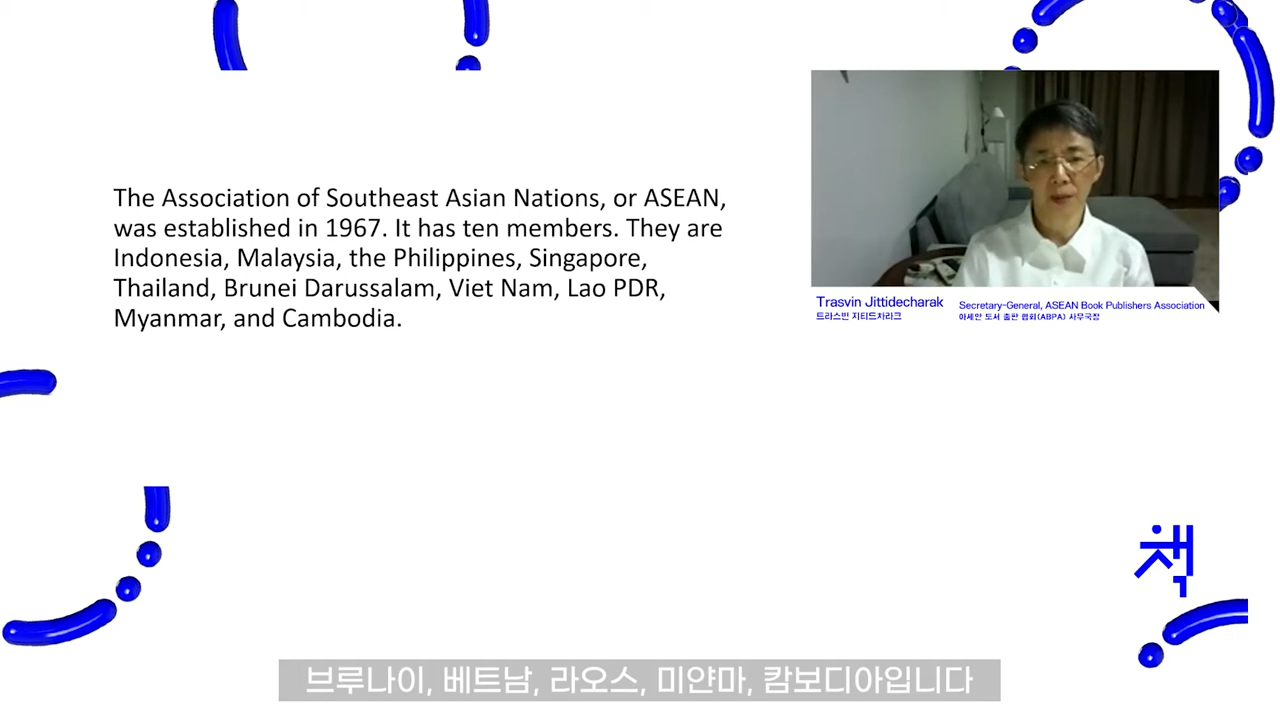 The Association of Southeast Asian Nations, or ASEAN,
was established in 1967. It has ten members. They are
Indonesia, Malaysia, the Philippines, Singapore,
Thailand, Brunei Darussalam, Viet Nam, Lao PDR,
Myanmar, and Cambodia.
Trasvin Jittidecharak
트라스빈 지티드차라크
Secretary-General, ASEAN Book Publishers Association
아세안 도서 출판 협회(ABPA) 사무국장
책
브루나이, 베트남, 라오스, 미얀마, 캄보디아입니다